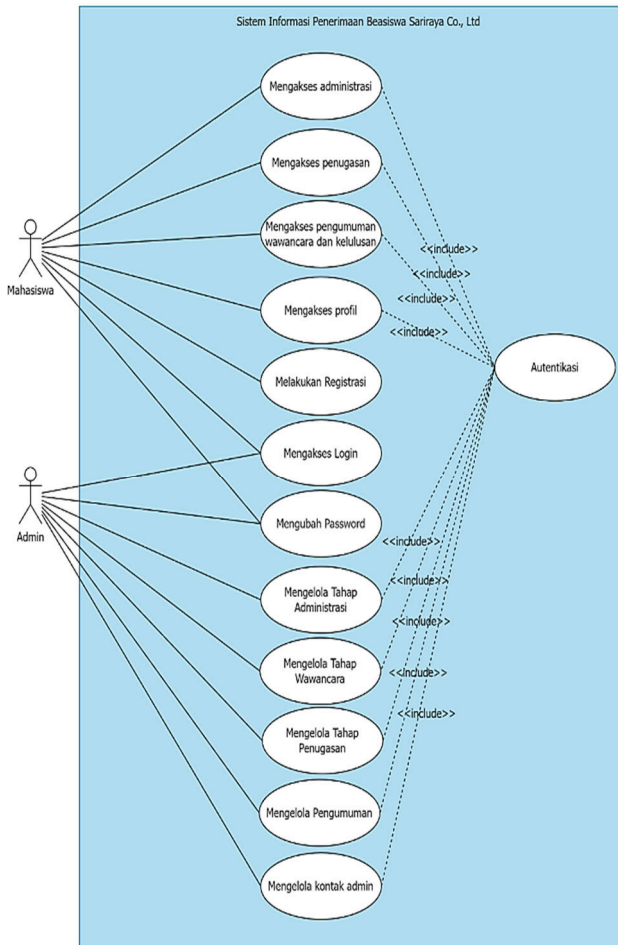 Sistem Informasi Penerimaan Beasiswa Sariraya Co., Ltd
Mengakses administrasi
Mengakses penugasan
Mengakses pengumuman
wawancara dan kelulusan
<<include>>
<<include>>
<<include>>
Mahasiswa
Mengakses profil
<<include>>
Autentikasi
Melakukan Registrasi
Mengakses Login
Admin
Mengubah Password
<<include>>
Mengelola Tahap
Administrasi
<<include>>
<<include>>
Mengelola Tahap
Wawancara
<<include>>
<<include>>
Mengelola Tahap
Penugasan
Mengelola Pengumuman
Mengelola kontak admin